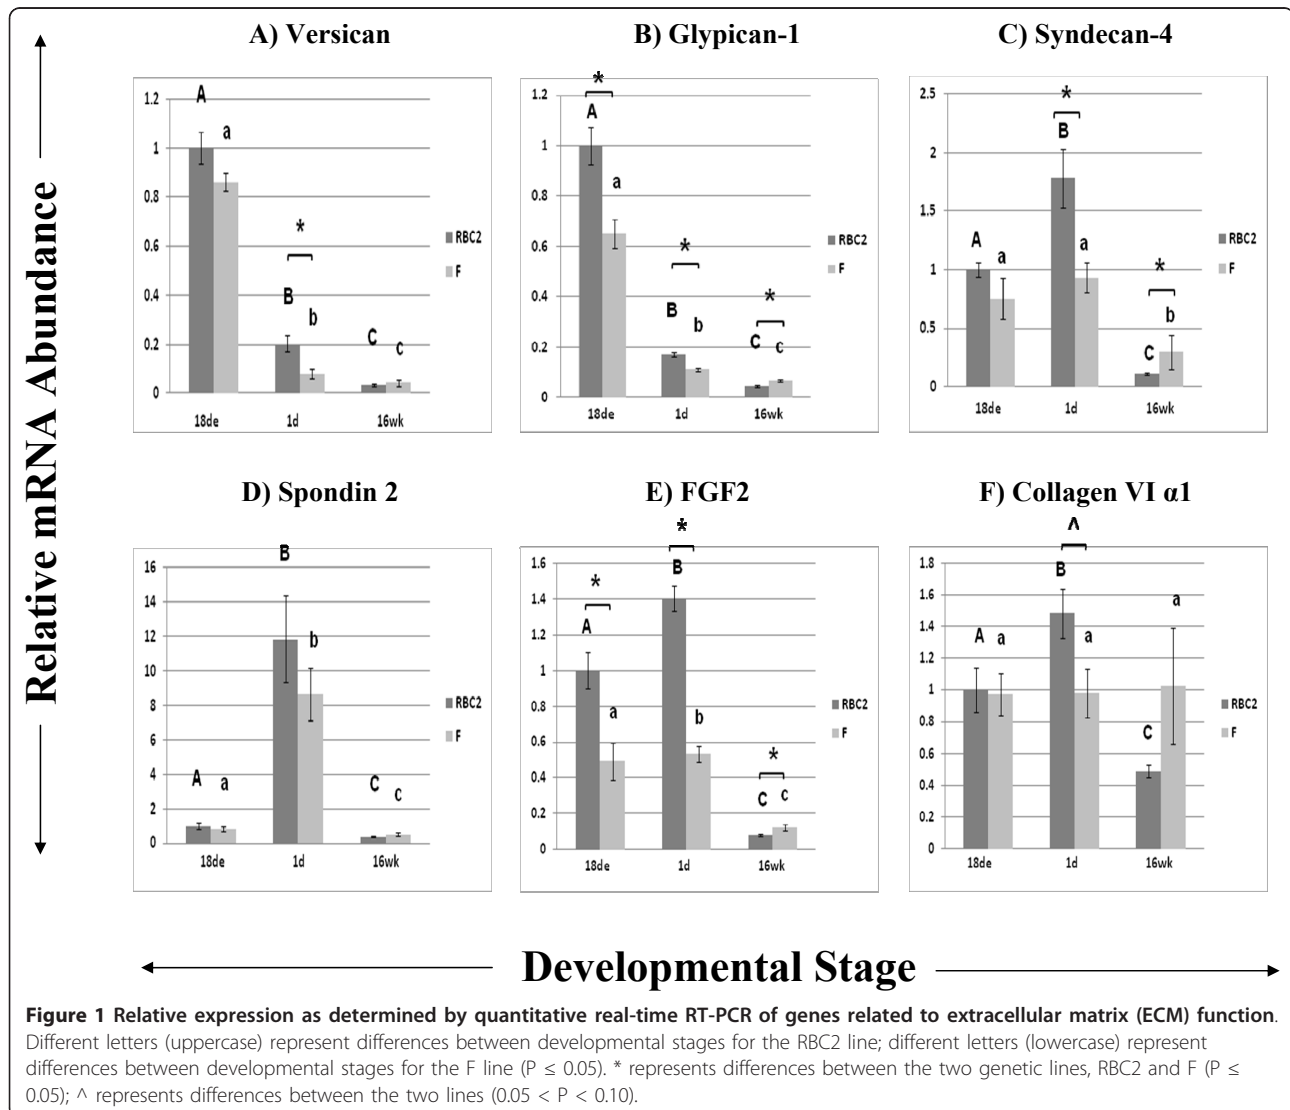 Relative mRNA Abundance
A) Versican
A
a
*
B
b
C
c
1.2
1
0.8
0.6
0.4
0.2
0
18de 1d 16wk
RBC2
F
B) Glypican-1
*
A
a
*
B
b
*
C
c
1.2
1
0.8
0.6
0.4
0.2
0
18de 1d 16wk
RBC2
F
C) Syndecan-4
A
a
*
B
a
*
C
b
2.5
2
1.5
1
0.5
0
18de 1d 16wk
RBC2
F
D) Spondin 2
A
a
B
b
C
c
16
14
12
10
8
6
4
2
0
18de 1d 16wk
RBC2
F
E) FGF2
*
A
a
*
B
b
*
C
c
1.6
1.4
1.2
1
0.8
0.6
0.4
0.2
0
18de 1d 16wk
RBC2
F
F) Collagen VI α1
A
a
^
B
a
C
a
1.8
1.6
1.4
1.2
1
0.8
0.6
0.4
0.2
0
18de 1d 16wk
RBC2
F
Developmental Stage
Figure 1 Relative expression as determined by quantitative real-time RT-PCR of genes related to extracellular matrix (ECM) function.
Different letters (uppercase) represent differences between developmental stages for the RBC2 line; different letters (lowercase) represent
differences between developmental stages for the F line (P ≤ 0.05). * represents differences between the two genetic lines, RBC2 and F (P ≤
0.05); ^ represents differences between the two lines (0.05 < P < 0.10).